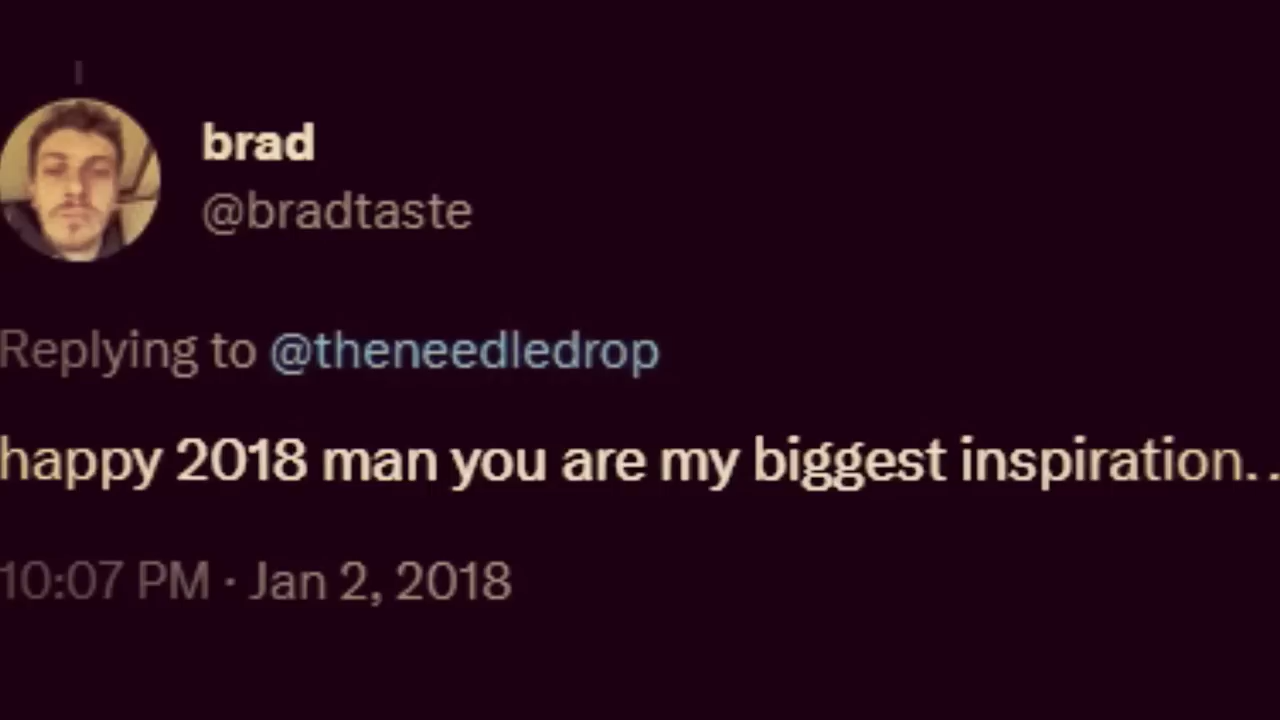 brad
@bradtaste
Replying to @theneedledrop
happy 2018 man you are my biggest inspiration. .
10:07 PM · Jan 2, 2018